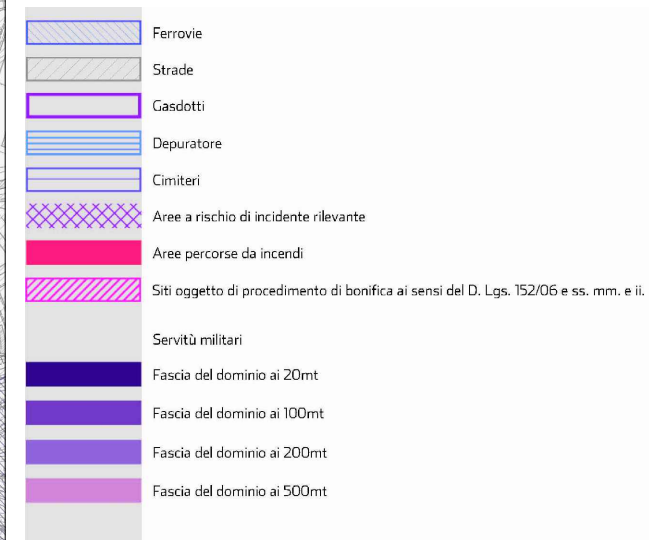 Ferrovie
Strade
Gasdotti
Depuratore
Cimiteri
Aree a rischio di incidente rilevante
Aree percorse da incendi
Siti oggetto di procedimento di bonifica ai sensi del D. Lgs. 152/06 e ss. mm. e ii.
Servitù militari
Fascia del dominio ai 20mt
Fascia del dominio ai 100mt
Fascia del dominio ai 200mt
Fascia del dominio ai 500mt